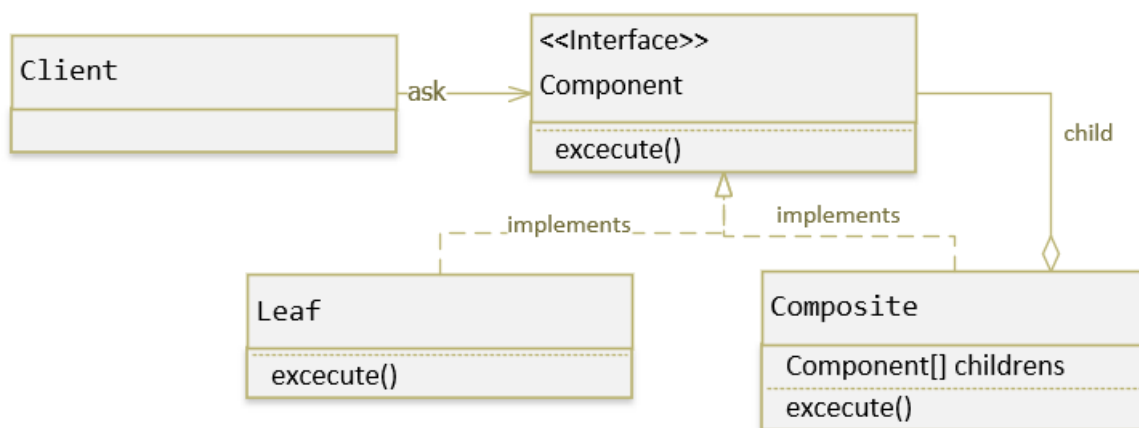 Client
ask
<<Interface>>
Component
excecute()
child
implements
implements
Leaf
excecute()
Composite
Component[] childrens
excecute()